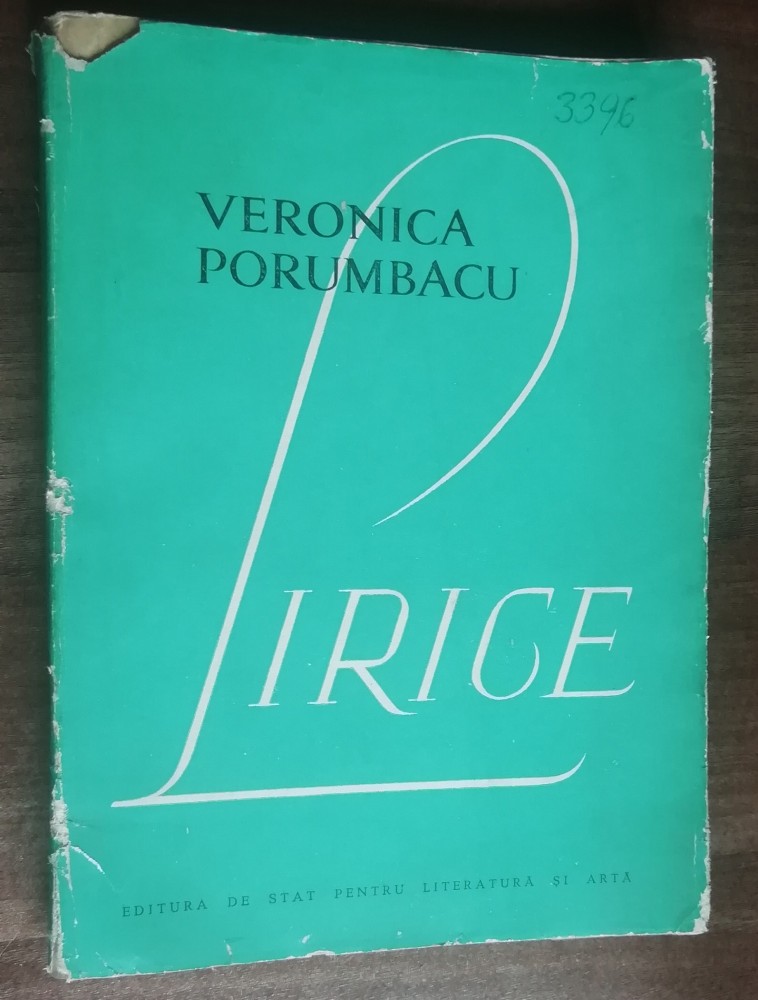 3396
VERONICA
PORUMBACU
LIRICE
EDITURA DE STAT PENTRU LITERATURĂ ȘI ARTĂ